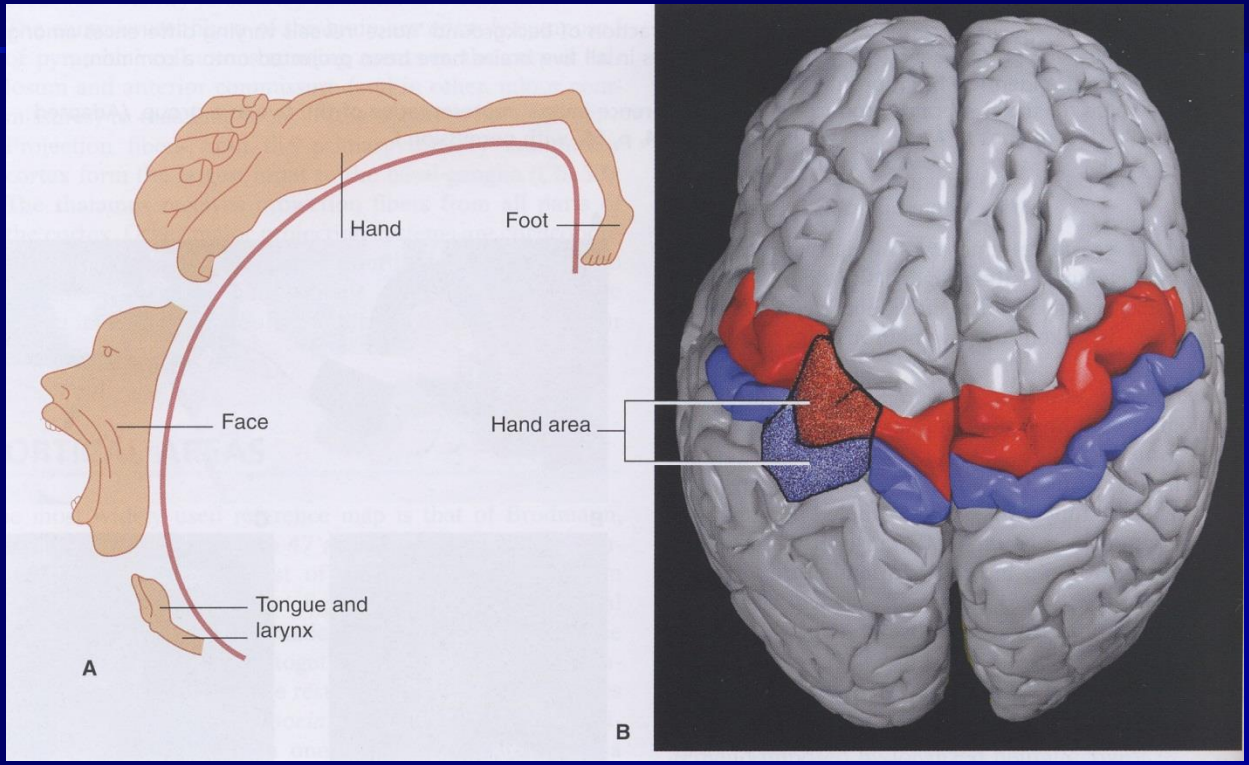 Hand
Foot
Face
Hand area
Tongue and
larynx
A
B